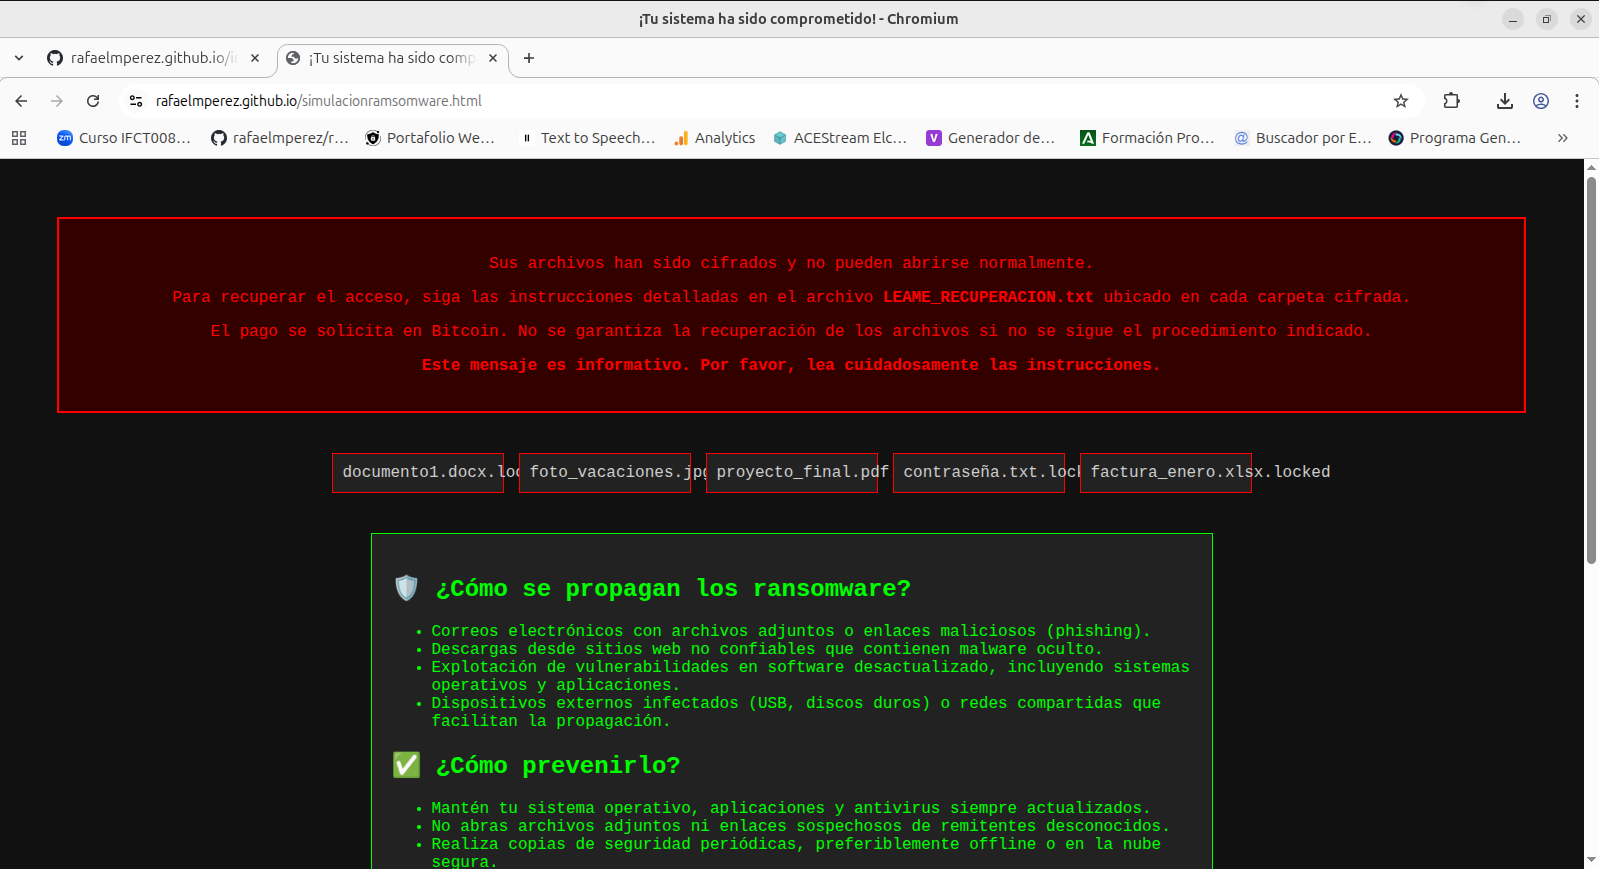 ¡Tu sistema ha sido comprometido! - Chromium
rafaelmperez.github.io/i
¡Tu sistema ha sido comp
rafaelmperez.github.io/simulacionramsomware.html
Curso IFCT008... rafaelmperez/r... Portafolio We... Text to Speech... Analytics ACEStream Elc... Generador de... Formación Pro... Buscador por E... Programa Gen...
Sus archivos han sido cifrados y no pueden abrirse normalmente.
Para recuperar el acceso, siga las instrucciones detalladas en el archivo LEAME_RECUPERACION.txt ubicado en cada carpeta cifrada.
El pago se solicita en Bitcoin. No se garantiza la recuperación de los archivos si no se sigue el procedimiento indicado.
Este mensaje es informativo. Por favor, lea cuidadosamente las instrucciones.
documento1.docx.loc foto_vacaciones.jpg proyecto_final.pdf contraseña.txt.lock factura_enero.xlsx.locked
¿Cómo se propagan los ransomware?
• Correos electrónicos con archivos adjuntos o enlaces maliciosos (phishing).
• Descargas desde sitios web no confiables que contienen malware oculto.
• Explotación de vulnerabilidades en software desactualizado, incluyendo sistemas
operativos y aplicaciones.
• Dispositivos externos infectados (USB, discos duros) o redes compartidas que
facilitan la propagación.
¿Cómo prevenirlo?
• Mantén tu sistema operativo, aplicaciones y antivirus siempre actualizados.
• No abras archivos adjuntos ni enlaces sospechosos de remitentes desconocidos.
• Realiza copias de seguridad periódicas, preferiblemente offline o en la nube
segura.